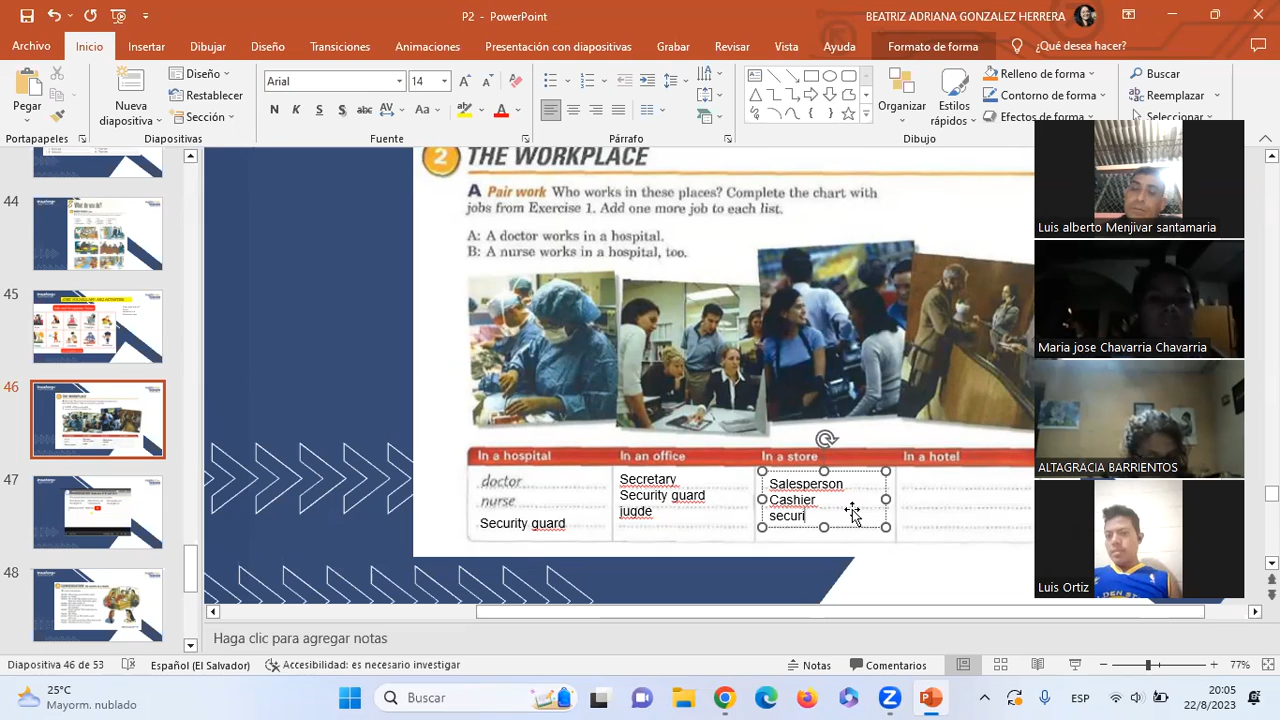 P2 - PowerPoint
BEATRIZ ADRIANA GONZALEZ HERRERA
Archivo Inicio Insertar Dibujar Diseño Transiciones Animaciones Presentación con diapositivas Grabar Revisar Vista Ayuda Formato de forma ¿Qué desea hacer?
Pegar
Nueva diapositiva
Diseño
Restablecer
Sección
Arial 14
N K S S abc AV Aa A
Organizar
Estilos rápidos
Relleno de forma
Contorno de forma
Efectos de forma
Buscar
Reemplazar
Seleccionar
Portapapeles Diapositivas Fuente Párrafo Dibujo
44
45
46
47
48
2 THE WORKPLACE
A Pair work Who works in these places? Complete the chart with
jobs from Exercise 1. Add one more job to each list.
A: A doctor works in a hospital.
B: A nurse works in a hospital, too.
In a hospital In an office In a store In a hotel
doctor
nurse
Security guard
Secretary
Security guard
jugde
Salesperson
Cashier
securi
Luis alberto Menjivar santamaria
Maria jose Chavarria Chavarria
ALTAGRACIA BARRIENTOS
Luis Ortiz
Haga clic para agregar notas
Diapositiva 46 de 53 Español (El Salvador) Accesibilidad: es necesario investigar Notas Comentarios 77%
25°C
Mayorm. nublado
Buscar
ESP
20:05
22/8/2023